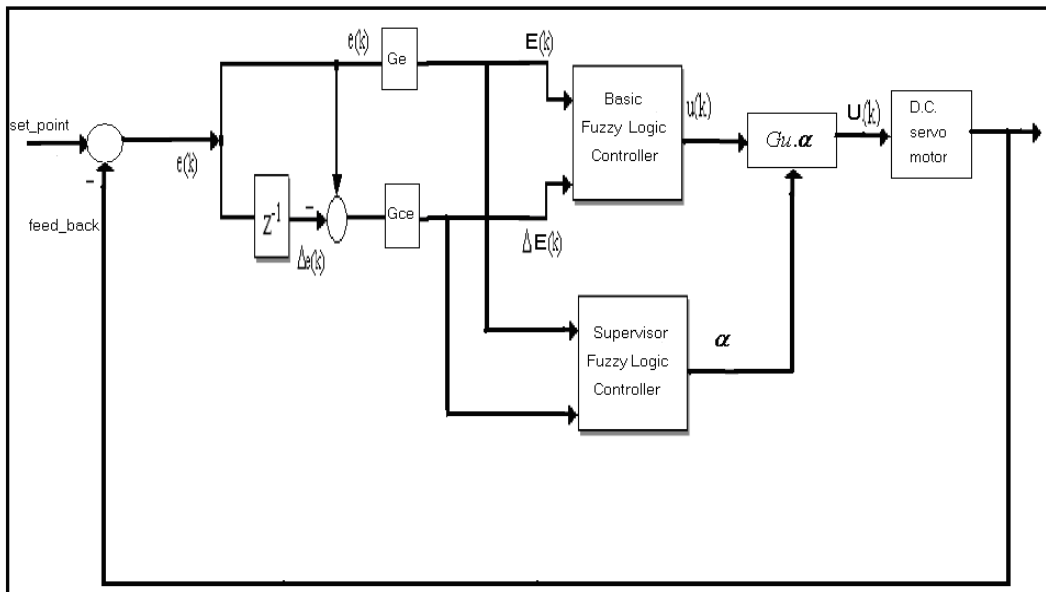 e(k)
Ge
E(k)
set_point
e(k)
feed_back
−
Z⁻¹
−
Δe(k)
Gce
ΔE(k)
Basic
Fuzzy Logic
Controller
u(k)
Gu.α
U(k)
D.C.
servo
motor
Supervisor
Fuzzy Logic
Controller
α